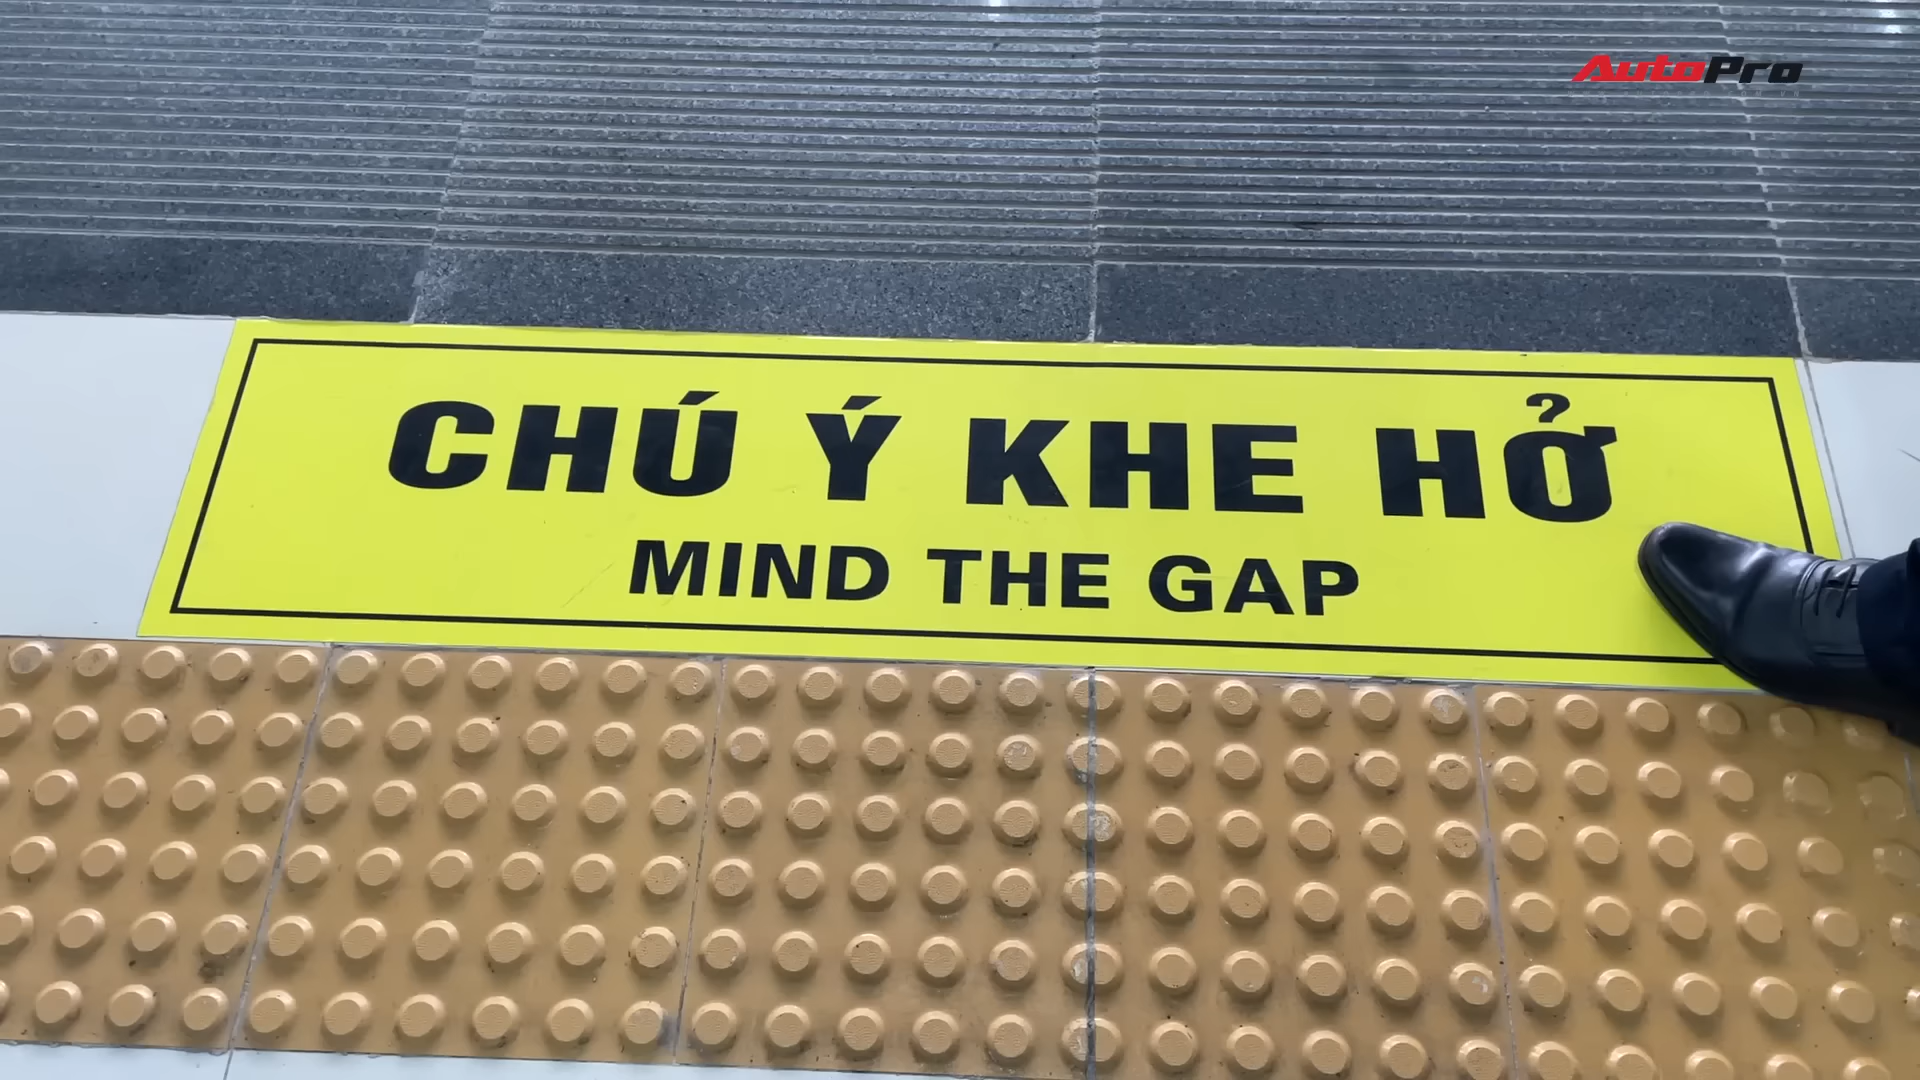 AutoPro
CHÚ Ý KHE HỞ
MIND THE GAP